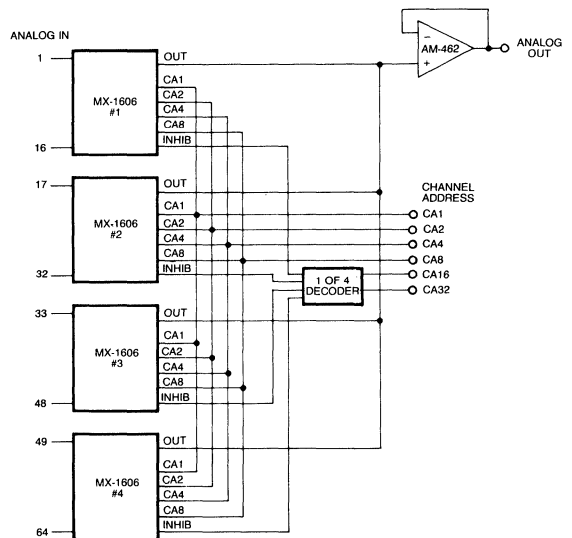 ANALOG IN
1
16
MX-1606
#1
OUT
CA1
CA2
CA4
CA8
INHIB
−
AM-462
+
ANALOG
OUT
17
32
MX-1606
#2
OUT
CA1
CA2
CA4
CA8
INHIB
CHANNEL
ADDRESS
CA1
CA2
CA4
CA8
CA16
CA32
1 OF 4
DECODER
33
48
MX-1606
#3
OUT
CA1
CA2
CA4
CA8
INHIB
49
64
MX-1606
#4
OUT
CA1
CA2
CA4
CA8
INHIB